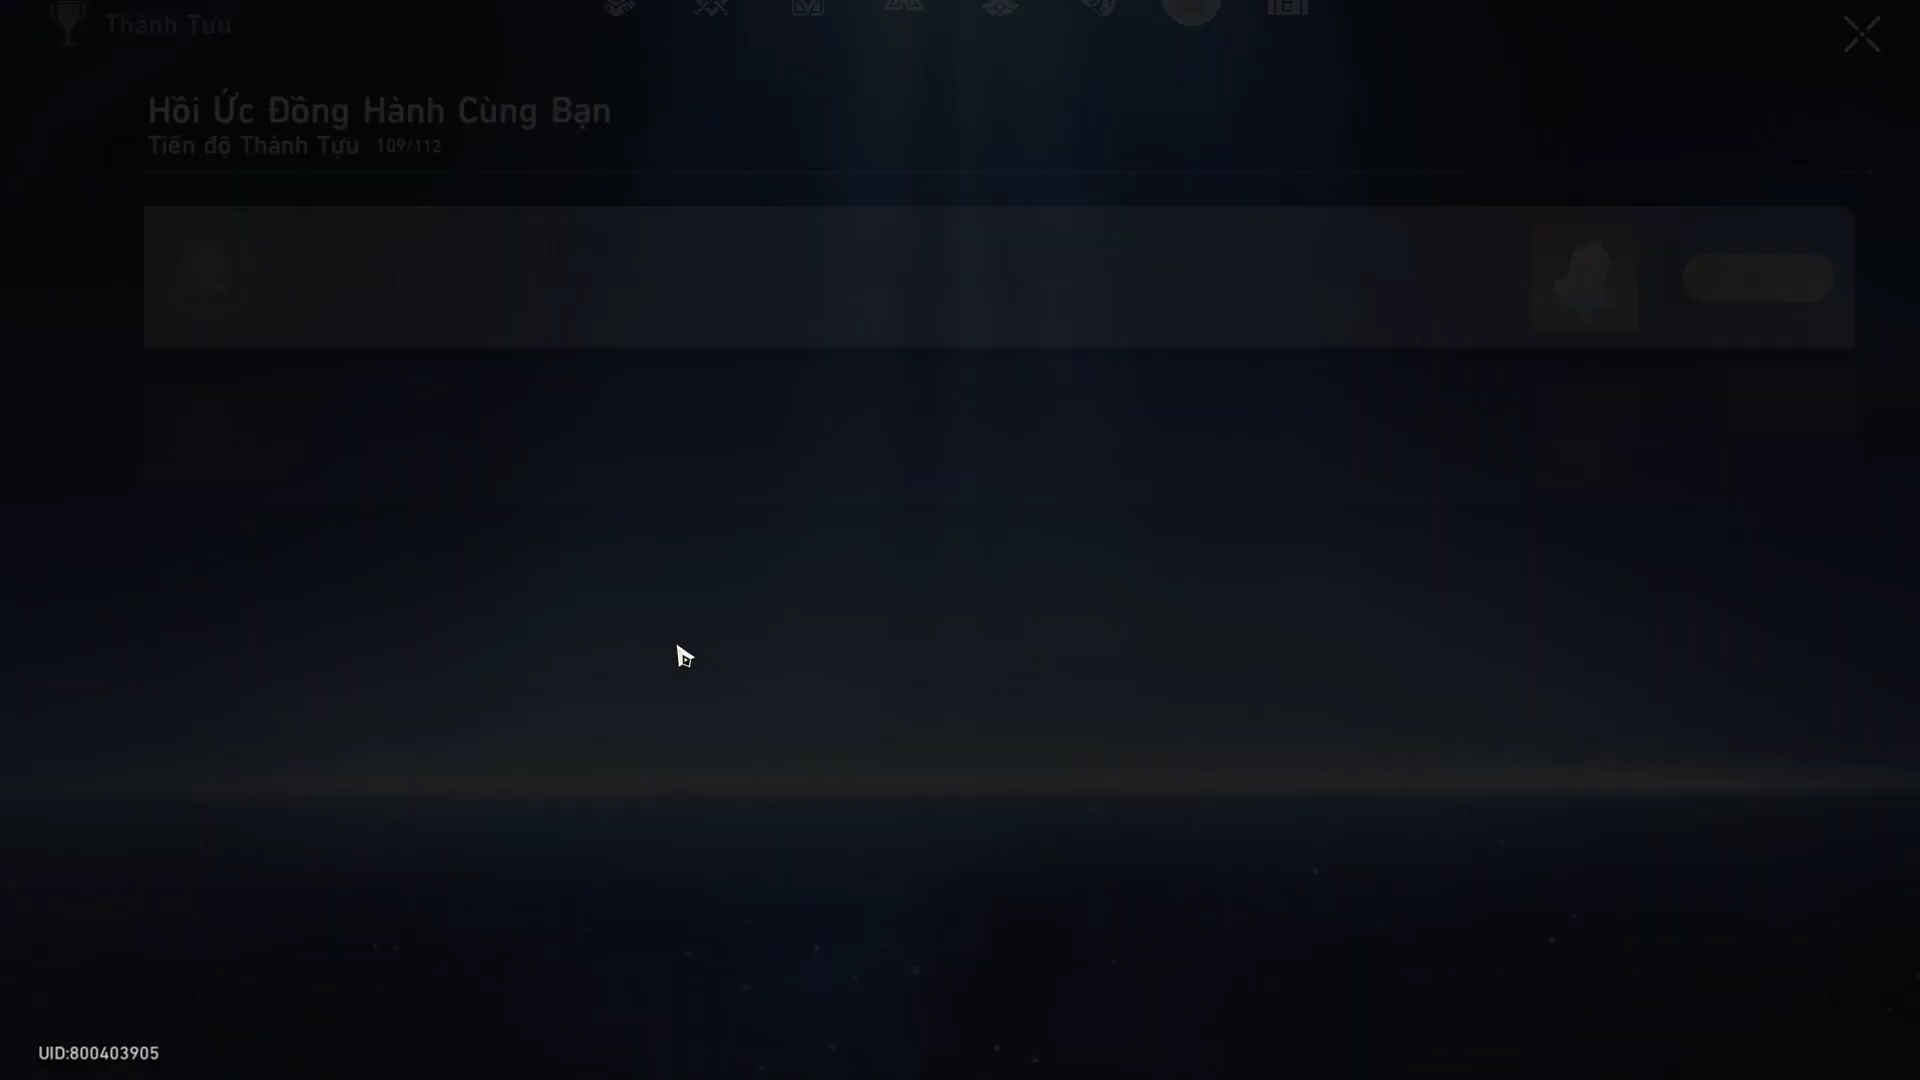 Thành Tựu
Hồi Ức Đồng Hành Cùng Bạn
Tiến độ Thành Tựu 109/112
UID:800403905